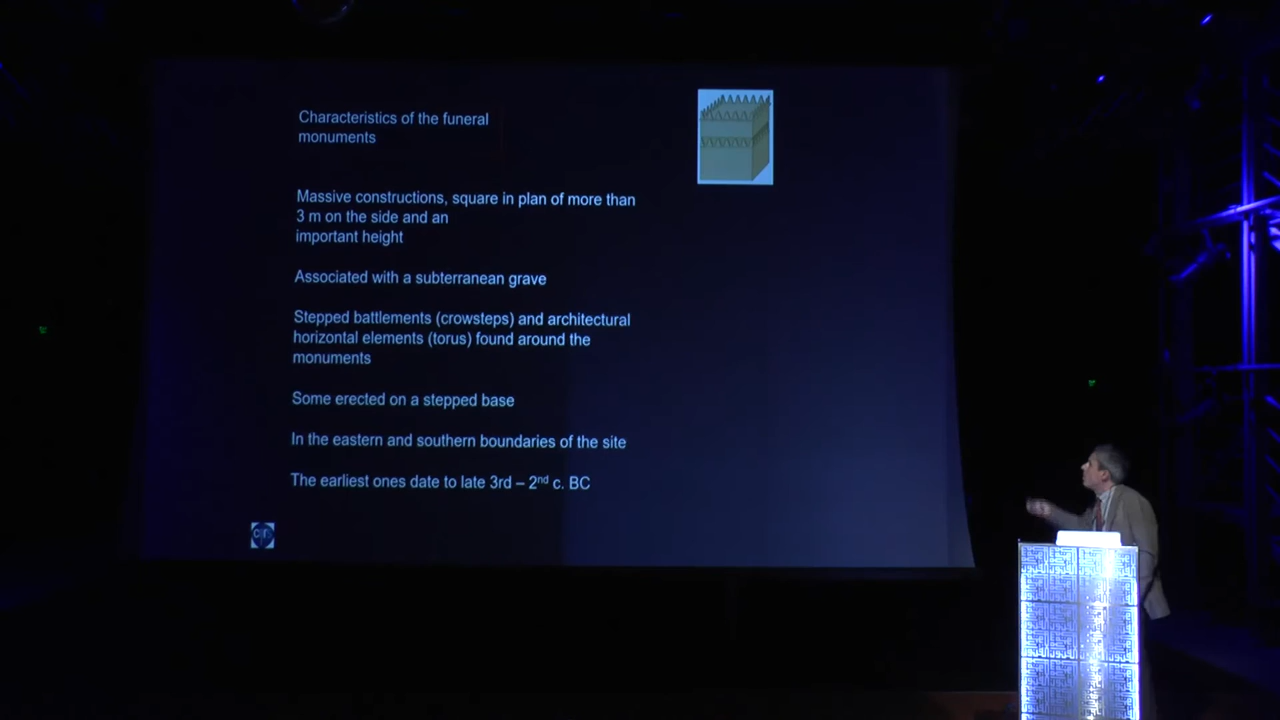 Characteristics of the funeral
monuments
Massive constructions, square in plan of more than
3 m on the side and an
important height
Associated with a subterranean grave
Stepped battlements (crowsteps) and architectural
horizontal elements (torus) found around the
monuments
Some erected on a stepped base
In the eastern and southern boundaries of the site
The earliest ones date to late 3rd – 2nd c. BC